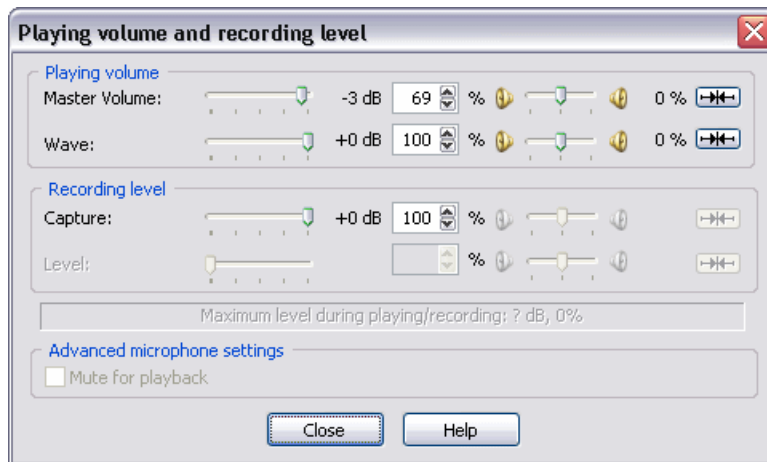 Playing volume and recording level
Playing volume
Master Volume: -3 dB 69 % 0 %
Wave: +0 dB 100 % 0 %
Recording level
Capture: +0 dB 100 %
Level: %
Maximum level during playing/recording: ? dB, 0%
Advanced microphone settings
Mute for playback
Close Help